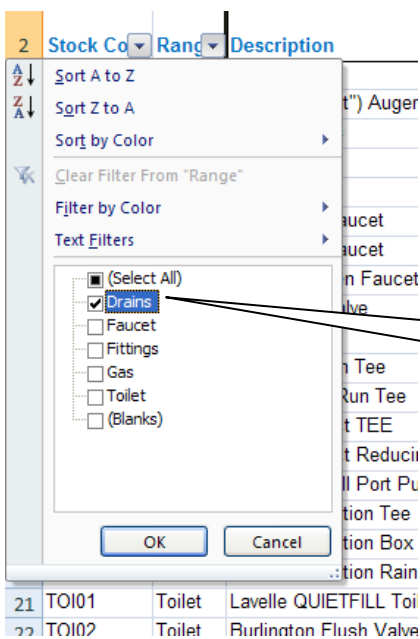 2 Stock Co Rang Description
Sort A to Z
Sort Z to A
Sort by Color
Clear Filter From "Range"
Filter by Color
Text Filters
(Select All)
Drains
Faucet
Fittings
Gas
Toilet
(Blanks)
OK Cancel
t") Auger
aucet
aucet
n Faucet
alve
n Tee
Run Tee
t TEE
t Reducin
ll Port Pu
tion Tee
tion Box
tion Rain
21 TOI01 Toilet Lavelle QUIETFILL Toil
22 TOI02 Toilet Burlington Flush Valve